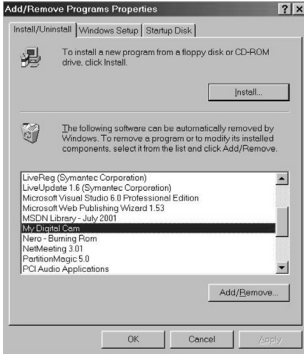 Add/Remove Programs Properties
Install/Uninstall Windows Setup Startup Disk
To install a new program from a floppy disk or CD-ROM
drive, click Install.
Install...
The following software can be automatically removed by
Windows. To remove a program or to modify its installed
components, select it from the list and click Add/Remove.
LiveReg (Symantec Corporation)
LiveUpdate 1.6 (Symantec Corporation)
Microsoft Visual Studio 6.0 Professional Edition
Microsoft Web Publishing Wizard 1.53
MSDN Library - July 2001
My Digital Cam
Nero - Burning Rom
NetMeeting 3.01
PartitionMagic 5.0
PCI Audio Applications
Add/Remove...
OK Cancel Apply